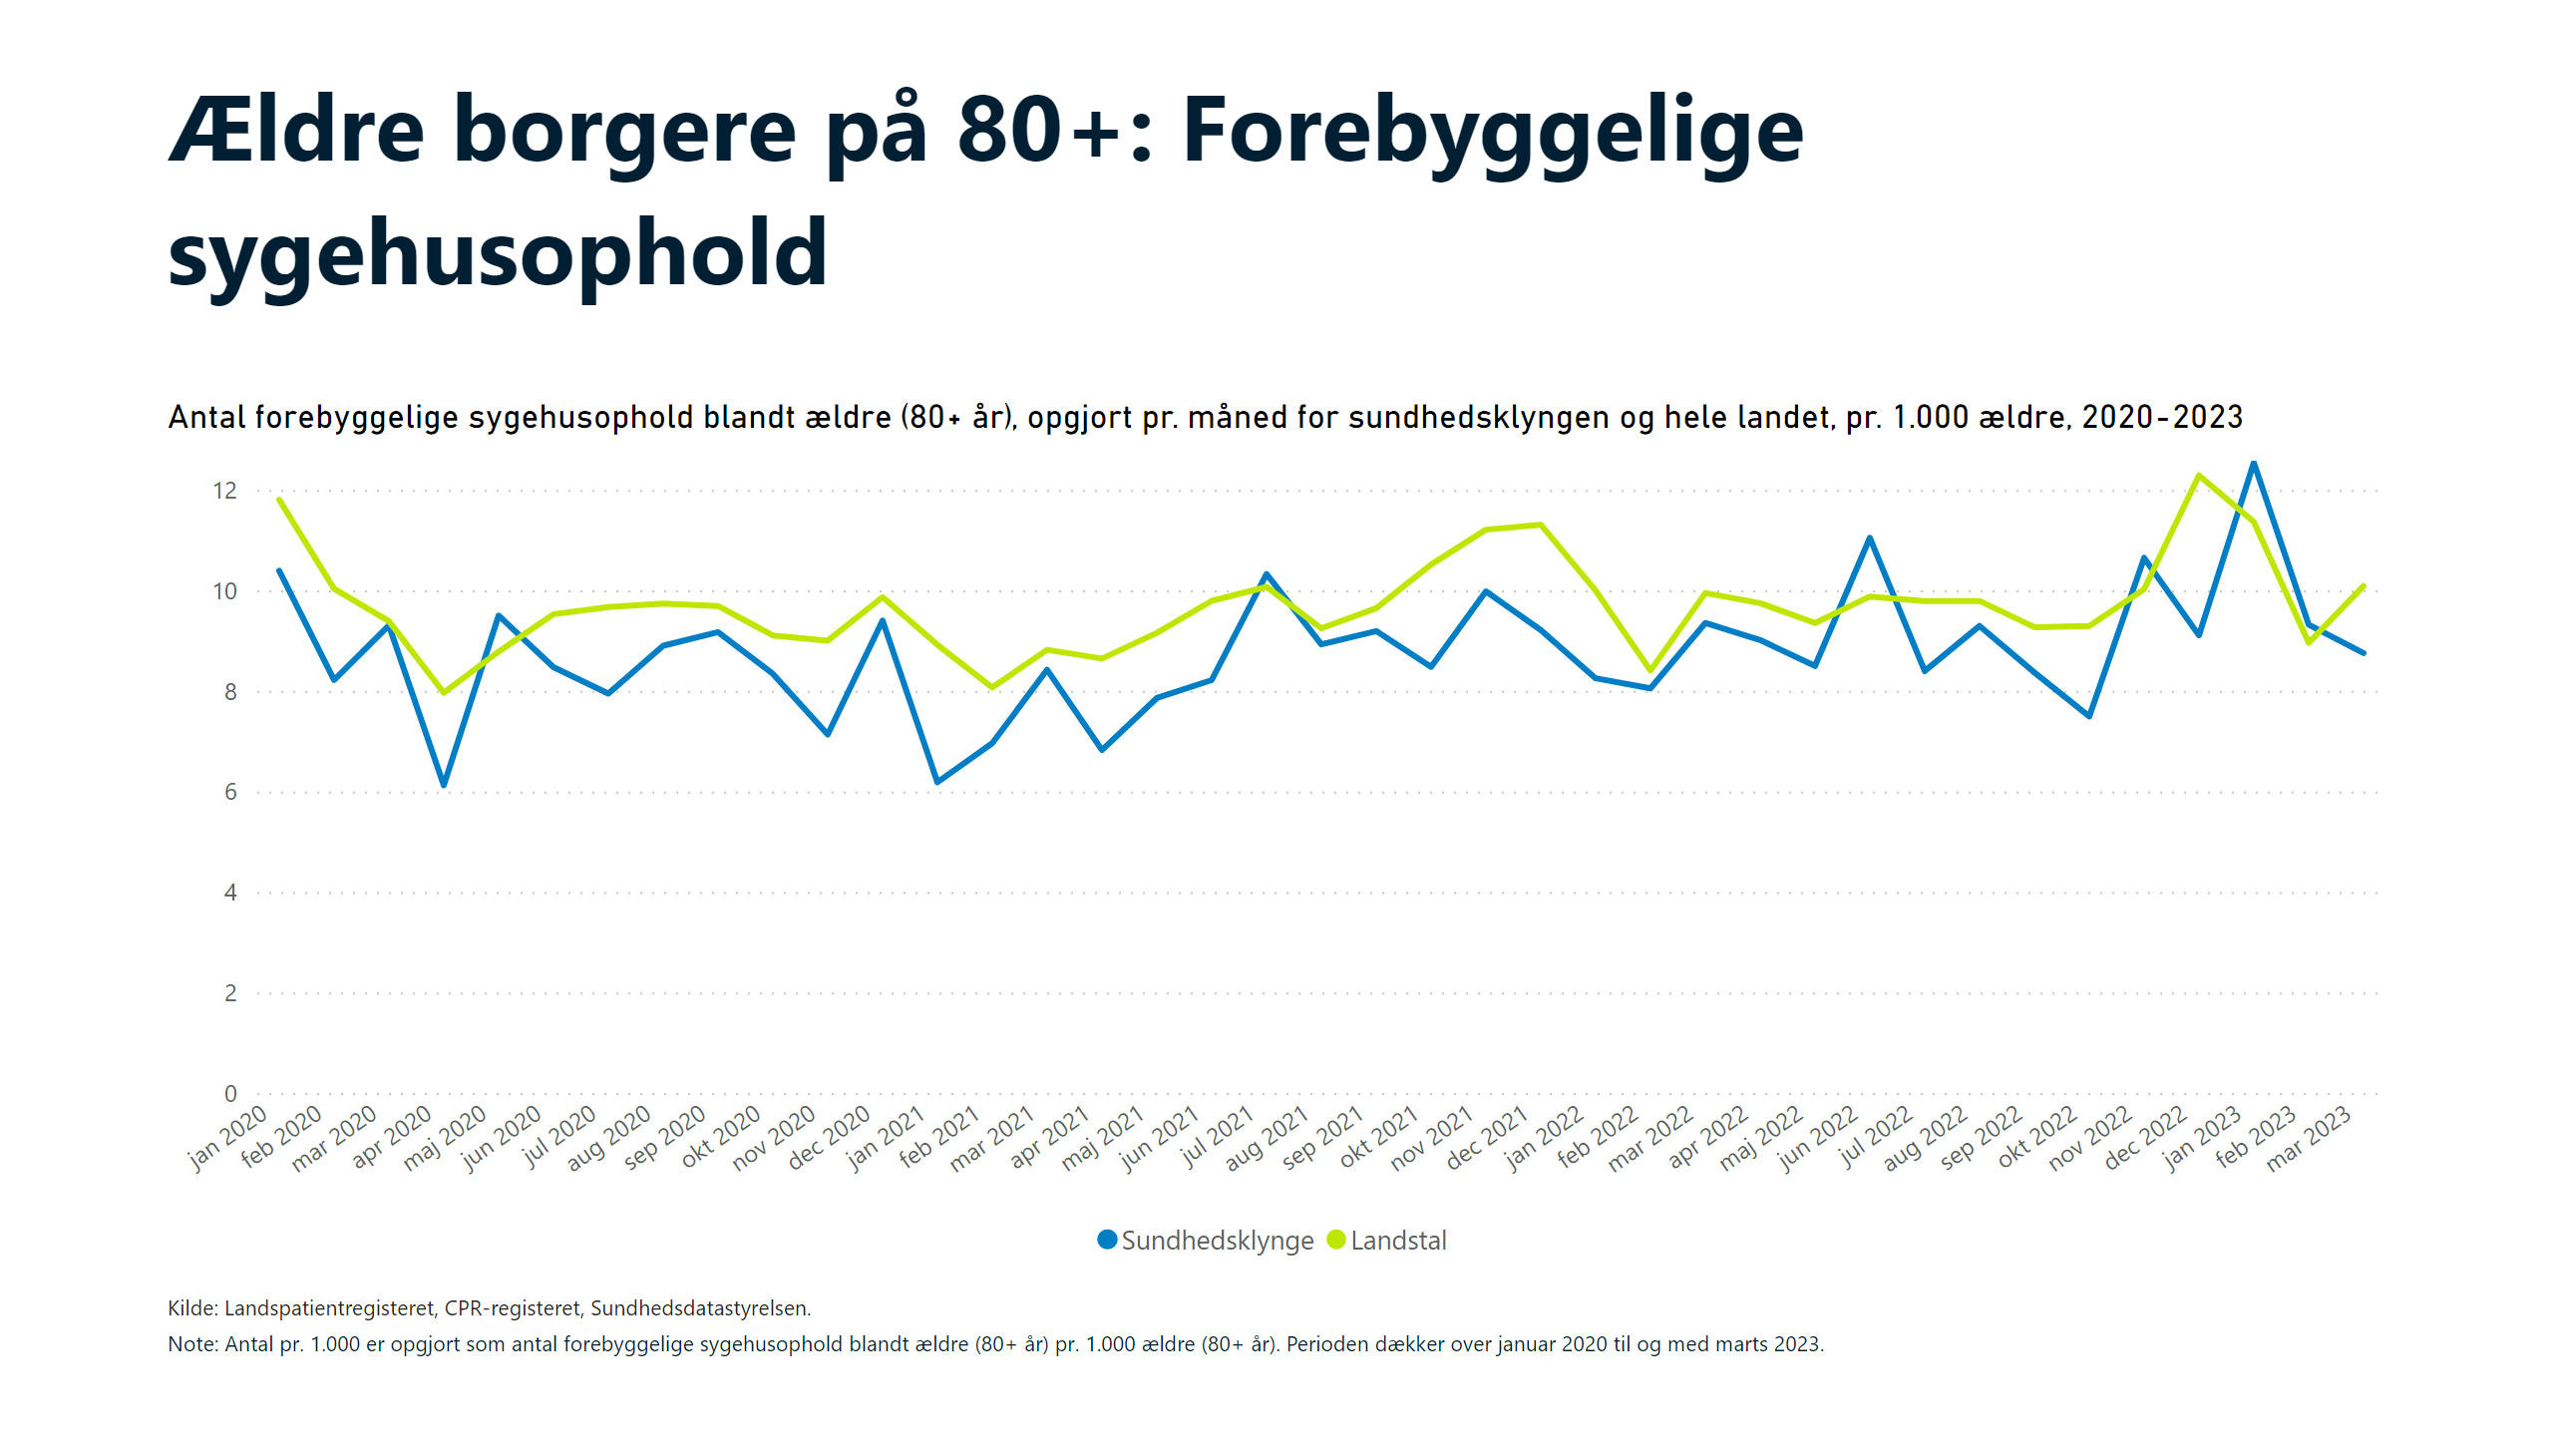 Ældre borgere på 80+: Forebyggelige
sygehusophold
Antal forebyggelige sygehusophold blandt ældre (80+ år), opgjort pr. måned for sundhedsklyngen og hele landet, pr. 1.000 ældre, 2020-2023
12
10
8
6
4
2
0
jan 2020
feb 2020
mar 2020
apr 2020
maj 2020
jun 2020
jul 2020
aug 2020
sep 2020
okt 2020
nov 2020
dec 2020
jan 2021
feb 2021
mar 2021
apr 2021
maj 2021
jun 2021
jul 2021
aug 2021
sep 2021
okt 2021
nov 2021
dec 2021
jan 2022
feb 2022
mar 2022
apr 2022
maj 2022
jun 2022
jul 2022
aug 2022
sep 2022
okt 2022
nov 2022
dec 2022
jan 2023
feb 2023
mar 2023
Sundhedsklynge Landstal
Kilde: Landspatientregisteret, CPR-registeret, Sundhedsdatastyrelsen.
Note: Antal pr. 1.000 er opgjort som antal forebyggelige sygehusophold blandt ældre (80+ år) pr. 1.000 ældre (80+ år). Perioden dækker over januar 2020 til og med marts 2023.